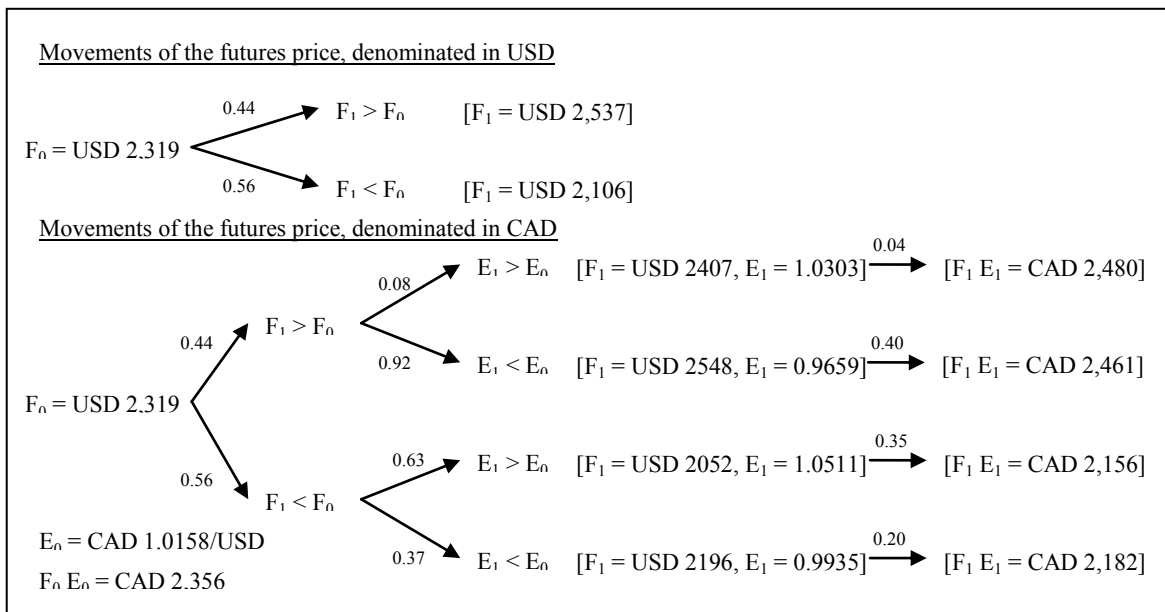 Movements of the futures price, denominated in USD
0.44
F₁ > F₀ [F₁ = USD 2,537]
F₀ = USD 2,319
0.56
F₁ < F₀ [F₁ = USD 2,106]
Movements of the futures price, denominated in CAD
0.08
E₁ > E₀ [F₁ = USD 2407, E₁ = 1.0303] 0.04 [F₁ E₁ = CAD 2,480]
0.44
F₁ > F₀
0.92
E₁ < E₀ [F₁ = USD 2548, E₁ = 0.9659] 0.40 [F₁ E₁ = CAD 2,461]
F₀ = USD 2,319
0.63
E₁ > E₀ [F₁ = USD 2052, E₁ = 1.0511] 0.35 [F₁ E₁ = CAD 2,156]
0.56
F₁ < F₀
0.37
E₁ < E₀ [F₁ = USD 2196, E₁ = 0.9935] 0.20 [F₁ E₁ = CAD 2,182]
E₀ = CAD 1.0158/USD
F₀ E₀ = CAD 2,356